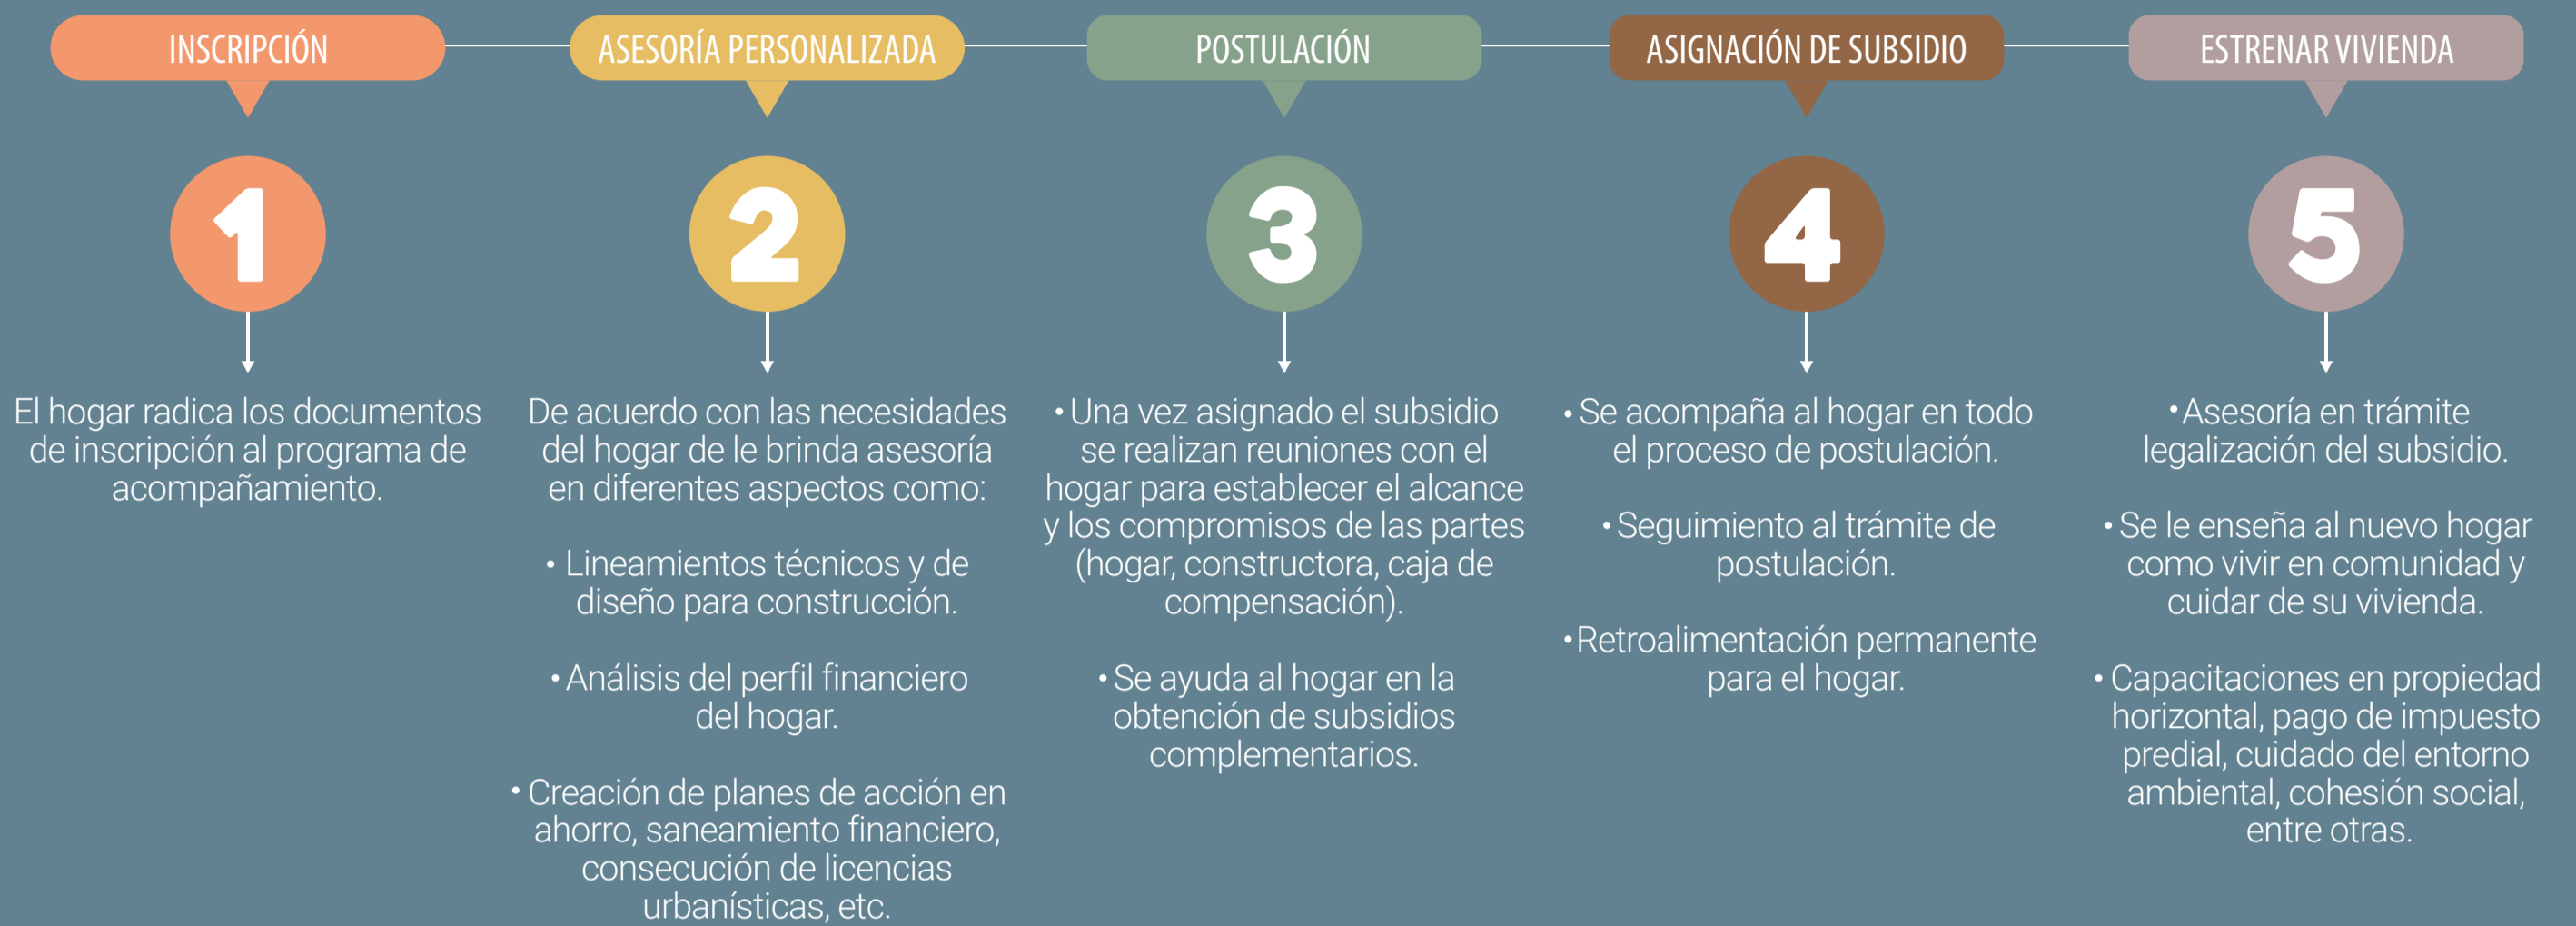 INSCRIPCIÓN
1
El hogar radica los documentos
de inscripción al programa de
acompañamiento.
ASESORÍA PERSONALIZADA
2
De acuerdo con las necesidades
del hogar de le brinda asesoría
en diferentes aspectos como:
• Lineamientos técnicos y de
diseño para construcción.
• Análisis del perfil financiero
del hogar.
• Creación de planes de acción en
ahorro, saneamiento financiero,
consecución de licencias
urbanísticas, etc.
POSTULACIÓN
3
• Una vez asignado el subsidio
se realizan reuniones con el
hogar para establecer el alcance
y los compromisos de las partes
(hogar, constructora, caja de
compensación).
• Se ayuda al hogar en la
obtención de subsidios
complementarios.
ASIGNACIÓN DE SUBSIDIO
4
• Se acompaña al hogar en todo
el proceso de postulación.
• Seguimiento al trámite de
postulación.
• Retroalimentación permanente
para el hogar.
ESTRENAR VIVIENDA
5
• Asesoría en trámite
legalización del subsidio.
• Se le enseña al nuevo hogar
como vivir en comunidad y
cuidar de su vivienda.
• Capacitaciones en propiedad
horizontal, pago de impuesto
predial, cuidado del entorno
ambiental, cohesión social,
entre otras.